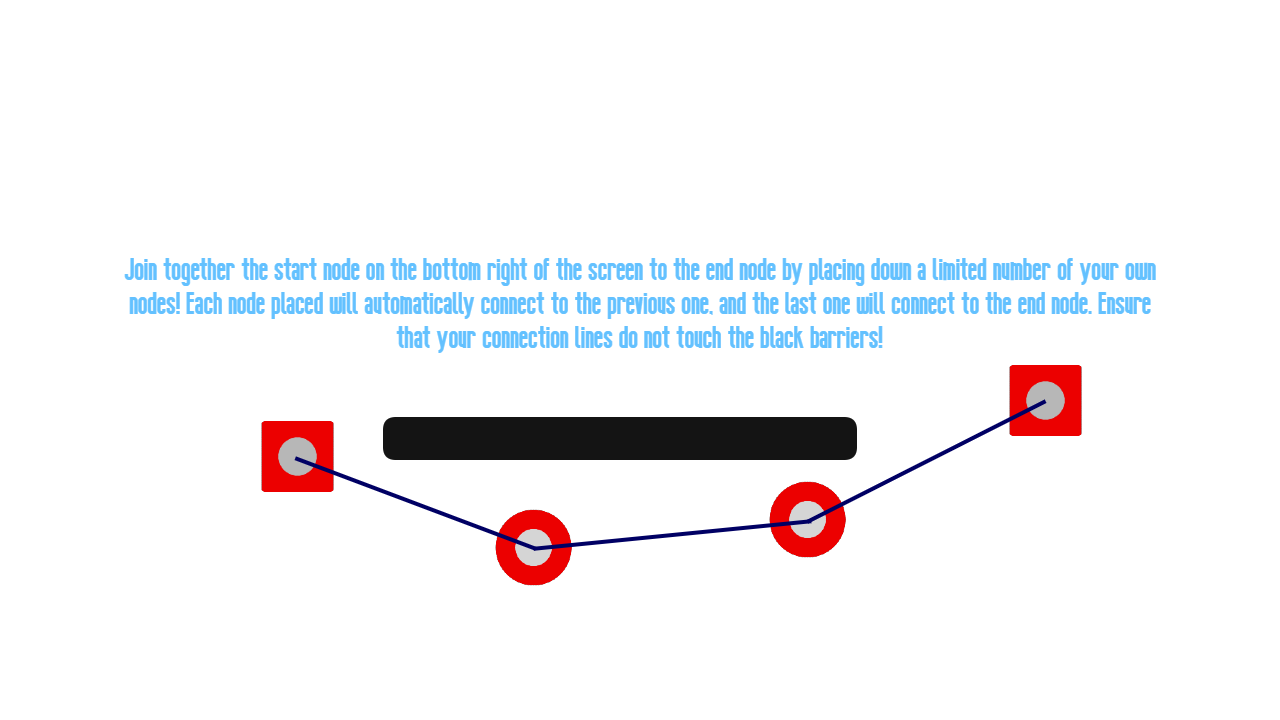 Join together the start node on the bottom right of the screen to the end node by placing down a limited number of your own
nodes! Each node placed will automatically connect to the previous one, and the last one will connect to the end node. Ensure
that your connection lines do not touch the black barriers!